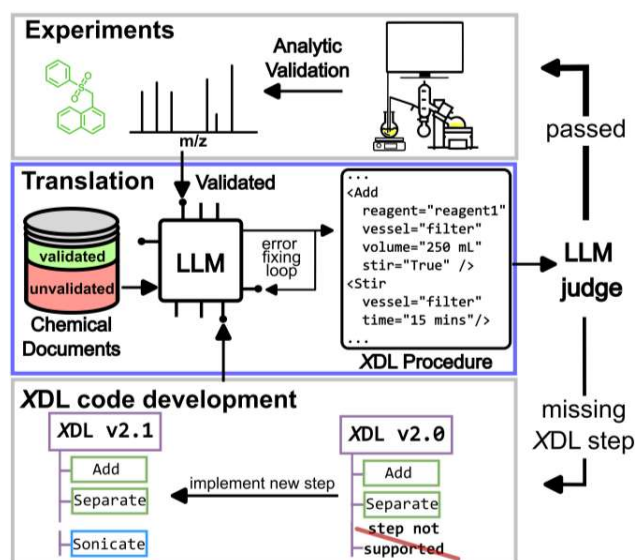 Experiments
Analytic
Validation
O
S
O
m/z
passed
Translation
Validated
validated
unvalidated
Chemical
Documents
LLM
error
fixing
loop
...
<Add
reagent="reagent1"
vessel="filter"
volume="250 mL"
stir="True" />
<Stir
vessel="filter"
time="15 mins"/>
...
XDL Procedure
LLM
judge
XDL code development
missing
XDL step
XDL v2.1
Add
Separate
Sonicate
implement new step
XDL v2.0
Add
Separate
step not
supported